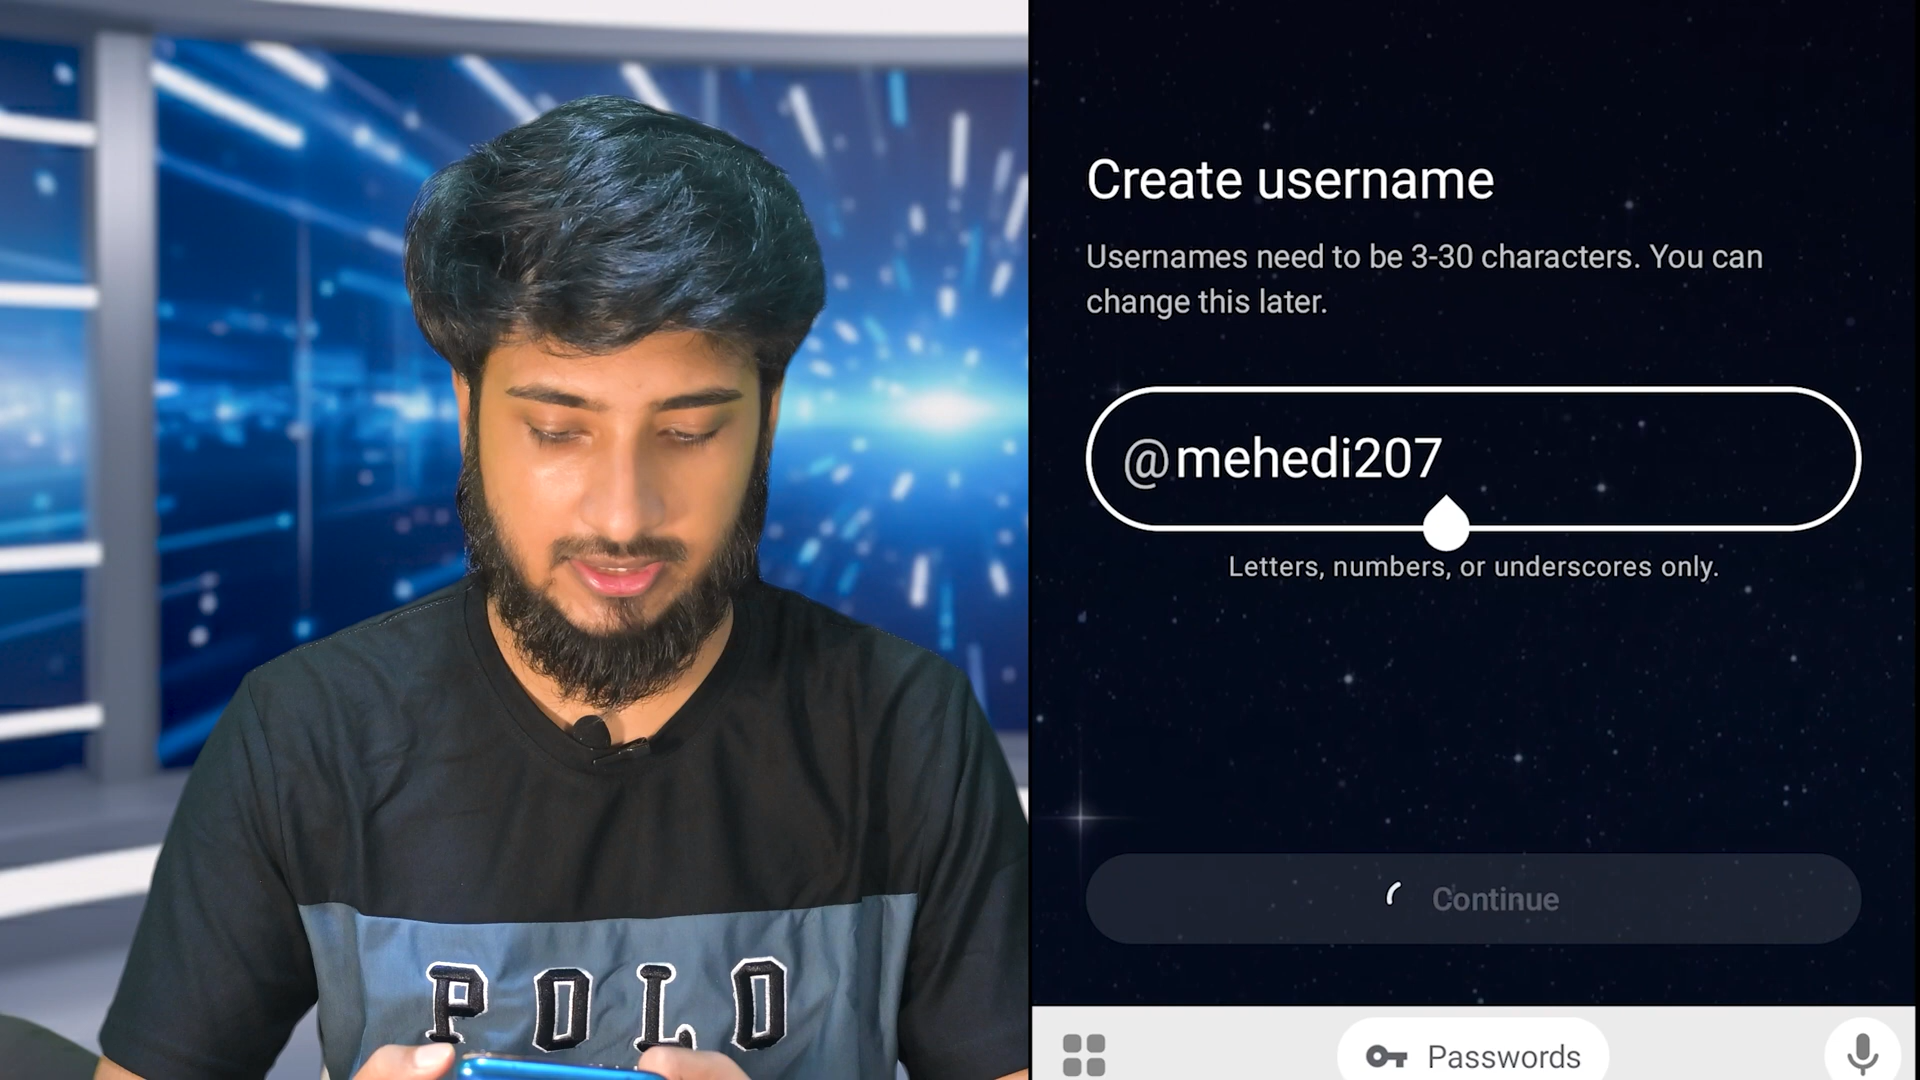 POLO
Create username
Usernames need to be 3-30 characters. You can
change this later.
@mehedi207
Letters, numbers, or underscores only.
Continue
Passwords